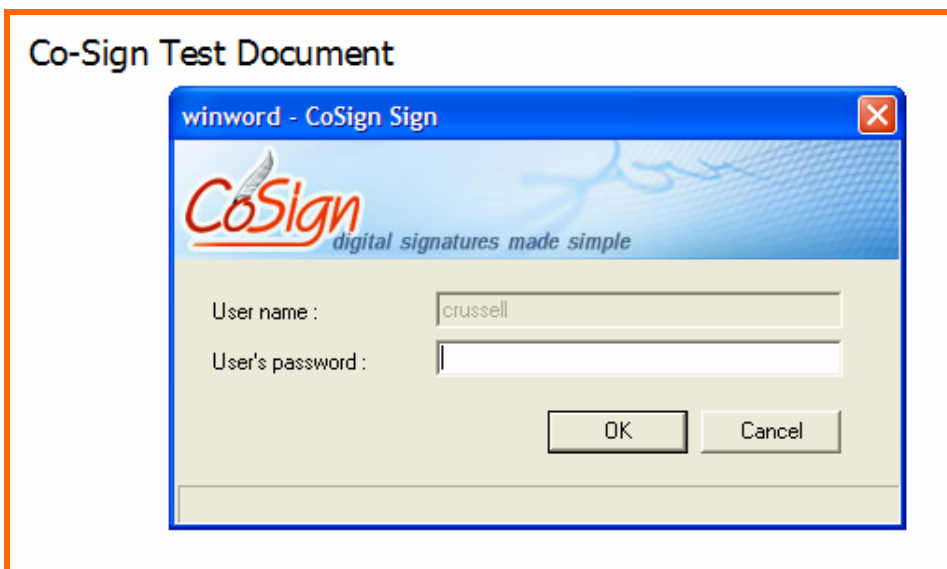 Co-Sign Test Document
winword - CoSign Sign
CoSign
digital signatures made simple
User name :
crussell
User's password :
OK
Cancel